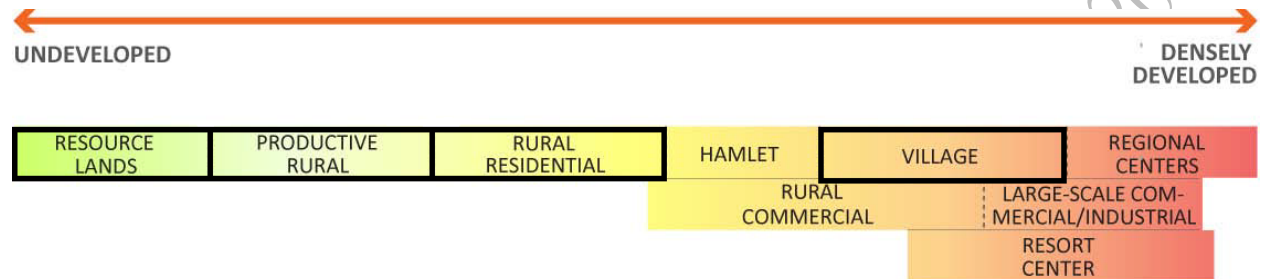 UNDEVELOPED
DENSELY
DEVELOPED
RESOURCE
LANDS
PRODUCTIVE
RURAL
RURAL
RESIDENTIAL
HAMLET
VILLAGE
REGIONAL
CENTERS
RURAL
COMMERCIAL
LARGE-SCALE COM-
MERCIAL/INDUSTRIAL
RESORT
CENTER